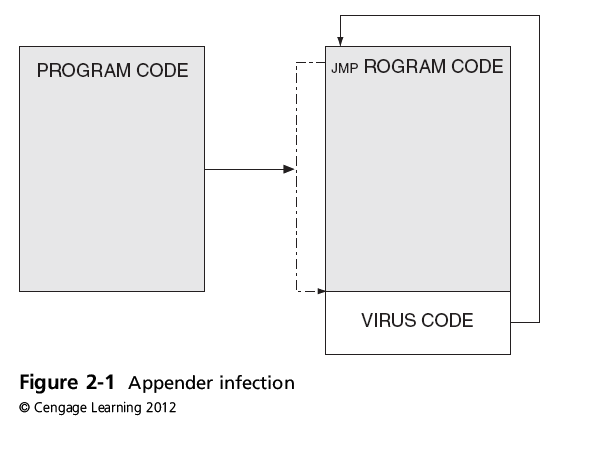 PROGRAM CODE
JMP ROGRAM CODE
VIRUS CODE
Figure 2-1 Appender infection
© Cengage Learning 2012